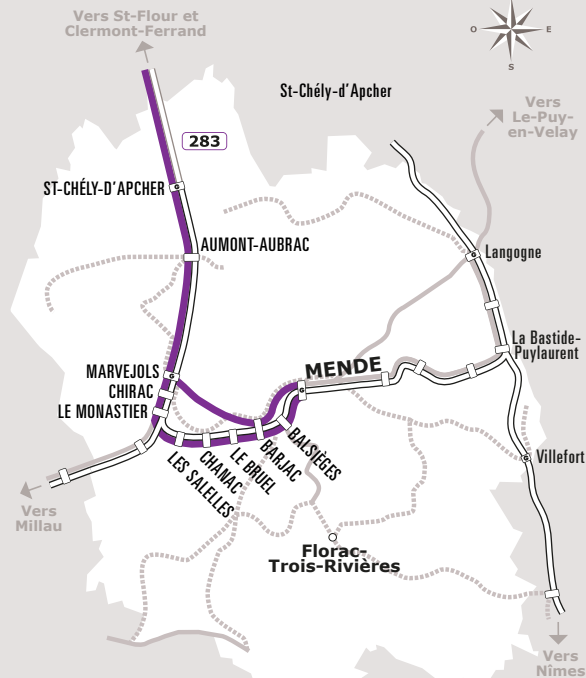 Vers St-Flour et
Clermont-Ferrand
O
E
S
St-Chély-d'Apcher
Vers
Le-Puy-
en-Velay
283
ST-CHÉLY-D'APCHER
AUMONT-AUBRAC
Langogne
La Bastide-
Puylaurent
MENDE
MARVEJOLS
CHIRAC
LE MONASTIER
BALSIÈGES
BARJAC
LE BRUEL
CHANAC
LES SALELLES
Villefort
Vers
Millau
Florac-
Trois-Rivières
Vers
Nîmes